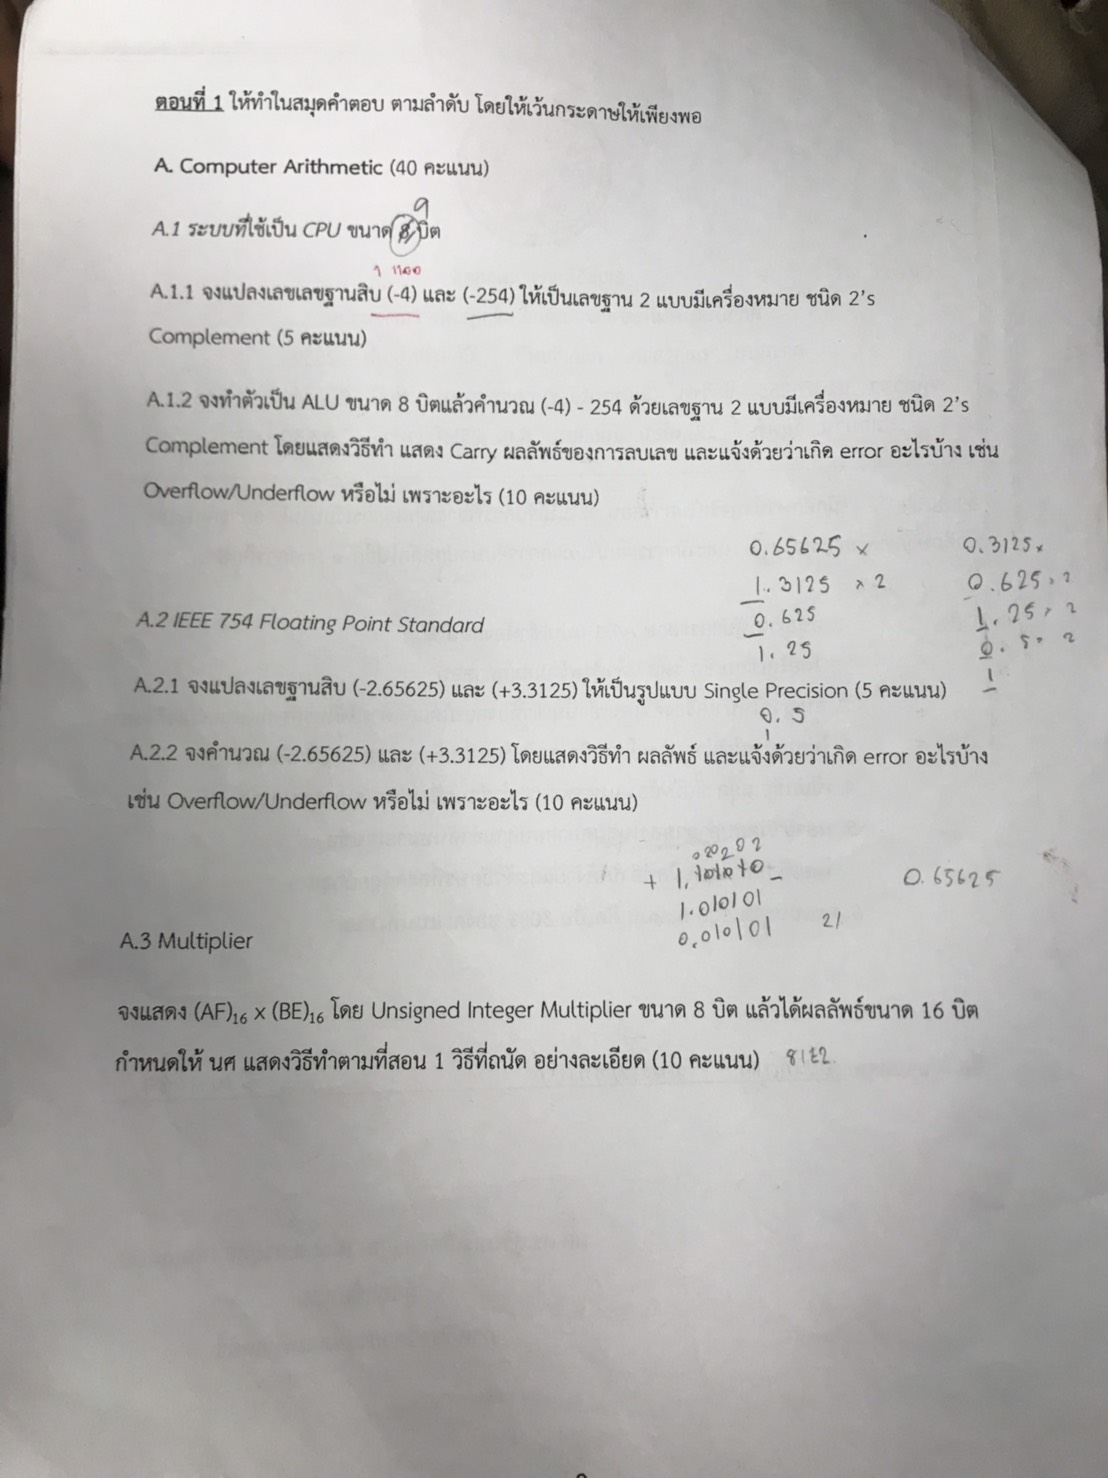 ตอนที่ 1 ให้ทำในสมุดคำตอบ ตามลำดับ โดยให้เว้นกระดาษให้เพียงพอ
A. Computer Arithmetic (40 คะแนน)
9
A.1 ระบบที่ใช้เป็น CPU ขนาด 8 บิต
1 1100
A.1.1 จงแปลงเลขเลขฐานสิบ (-4) และ (-254) ให้เป็นเลขฐาน 2 แบบมีเครื่องหมาย ชนิด 2's
Complement (5 คะแนน)
A.1.2 จงทำตัวเป็น ALU ขนาด 8 บิตแล้วคำนวณ (-4) - 254 ด้วยเลขฐาน 2 แบบมีเครื่องหมาย ชนิด 2's
Complement โดยแสดงวิธีทำ แสดง Carry ผลลัพธ์ของการลบเลข และแจ้งด้วยว่าเกิด error อะไรบ้าง เช่น
Overflow/Underflow หรือไม่ เพราะอะไร (10 คะแนน)
0.65625 × 0.3125×
1.3125 × 2 0.625 × 2
0.625 1.25 × 2
1.25 0.5 × 2
1
A.2 IEEE 754 Floating Point Standard
A.2.1 จงแปลงเลขฐานสิบ (-2.65625) และ (+3.3125) ให้เป็นรูปแบบ Single Precision (5 คะแนน)
0.5
1
A.2.2 จงคำนวณ (-2.65625) และ (+3.3125) โดยแสดงวิธีทำ ผลลัพธ์ และแจ้งด้วยว่าเกิด error อะไรบ้าง
เช่น Overflow/Underflow หรือไม่ เพราะอะไร (10 คะแนน)
0 20 2 0 2
+ 1.101010 - 0.65625
1.010101
0.010101 21
A.3 Multiplier
จงแสดง (AF)16 x (BE)16 โดย Unsigned Integer Multiplier ขนาด 8 บิต แล้วได้ผลลัพธ์ขนาด 16 บิต
กำหนดให้ นศ แสดงวิธีทำตามที่สอน 1 วิธีที่ถนัด อย่างละเอียด (10 คะแนน)